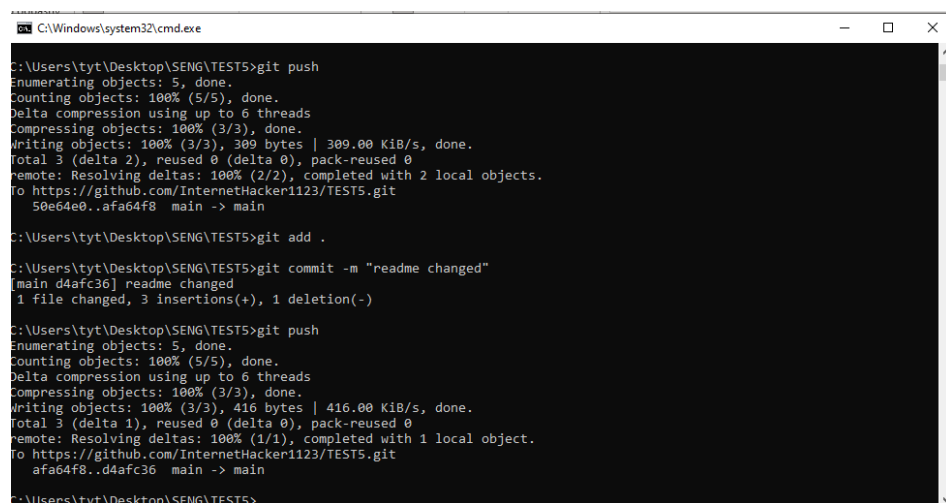 C:\Windows\system32\cmd.exe
C:\Users\tyt\Desktop\SENG\TEST5>git push
Enumerating objects: 5, done.
Counting objects: 100% (5/5), done.
Delta compression using up to 6 threads
Compressing objects: 100% (3/3), done.
Writing objects: 100% (3/3), 309 bytes | 309.00 KiB/s, done.
Total 3 (delta 2), reused 0 (delta 0), pack-reused 0
remote: Resolving deltas: 100% (2/2), completed with 2 local objects.
To https://github.com/InternetHacker1123/TEST5.git
   50e64e0..afa64f8  main -> main
C:\Users\tyt\Desktop\SENG\TEST5>git add .
C:\Users\tyt\Desktop\SENG\TEST5>git commit -m "readme changed"
[main d4afc36] readme changed
 1 file changed, 3 insertions(+), 1 deletion(-)
C:\Users\tyt\Desktop\SENG\TEST5>git push
Enumerating objects: 5, done.
Counting objects: 100% (5/5), done.
Delta compression using up to 6 threads
Compressing objects: 100% (3/3), done.
Writing objects: 100% (3/3), 416 bytes | 416.00 KiB/s, done.
Total 3 (delta 1), reused 0 (delta 0), pack-reused 0
remote: Resolving deltas: 100% (1/1), completed with 1 local object.
To https://github.com/InternetHacker1123/TEST5.git
   afa64f8..d4afc36  main -> main
C:\Users\tyt\Desktop\SENG\TEST5>